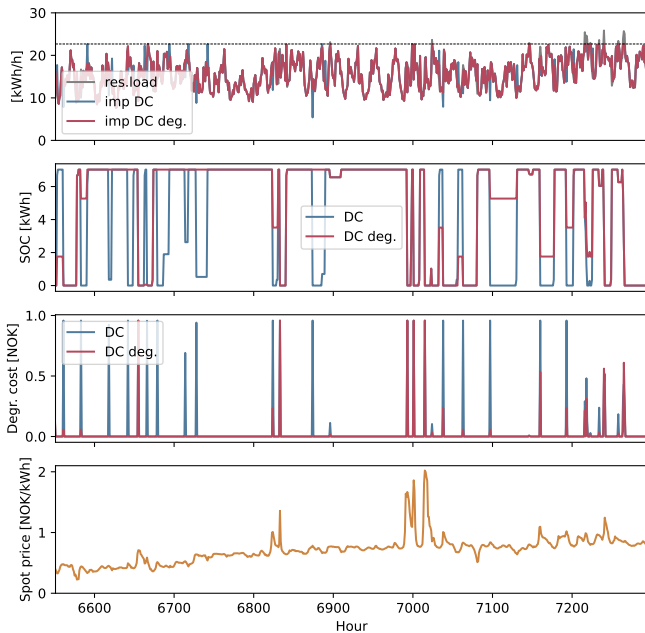 30
20
10
0
[kWh/h]
res.load
imp DC
imp DC deg.
6
4
2
0
SOC [kWh]
DC
DC deg.
1.0
0.5
0.0
Degr. cost [NOK]
DC
DC deg.
2
1
0
Spot price [NOK/kWh]
6600 6700 6800 6900 7000 7100 7200
Hour